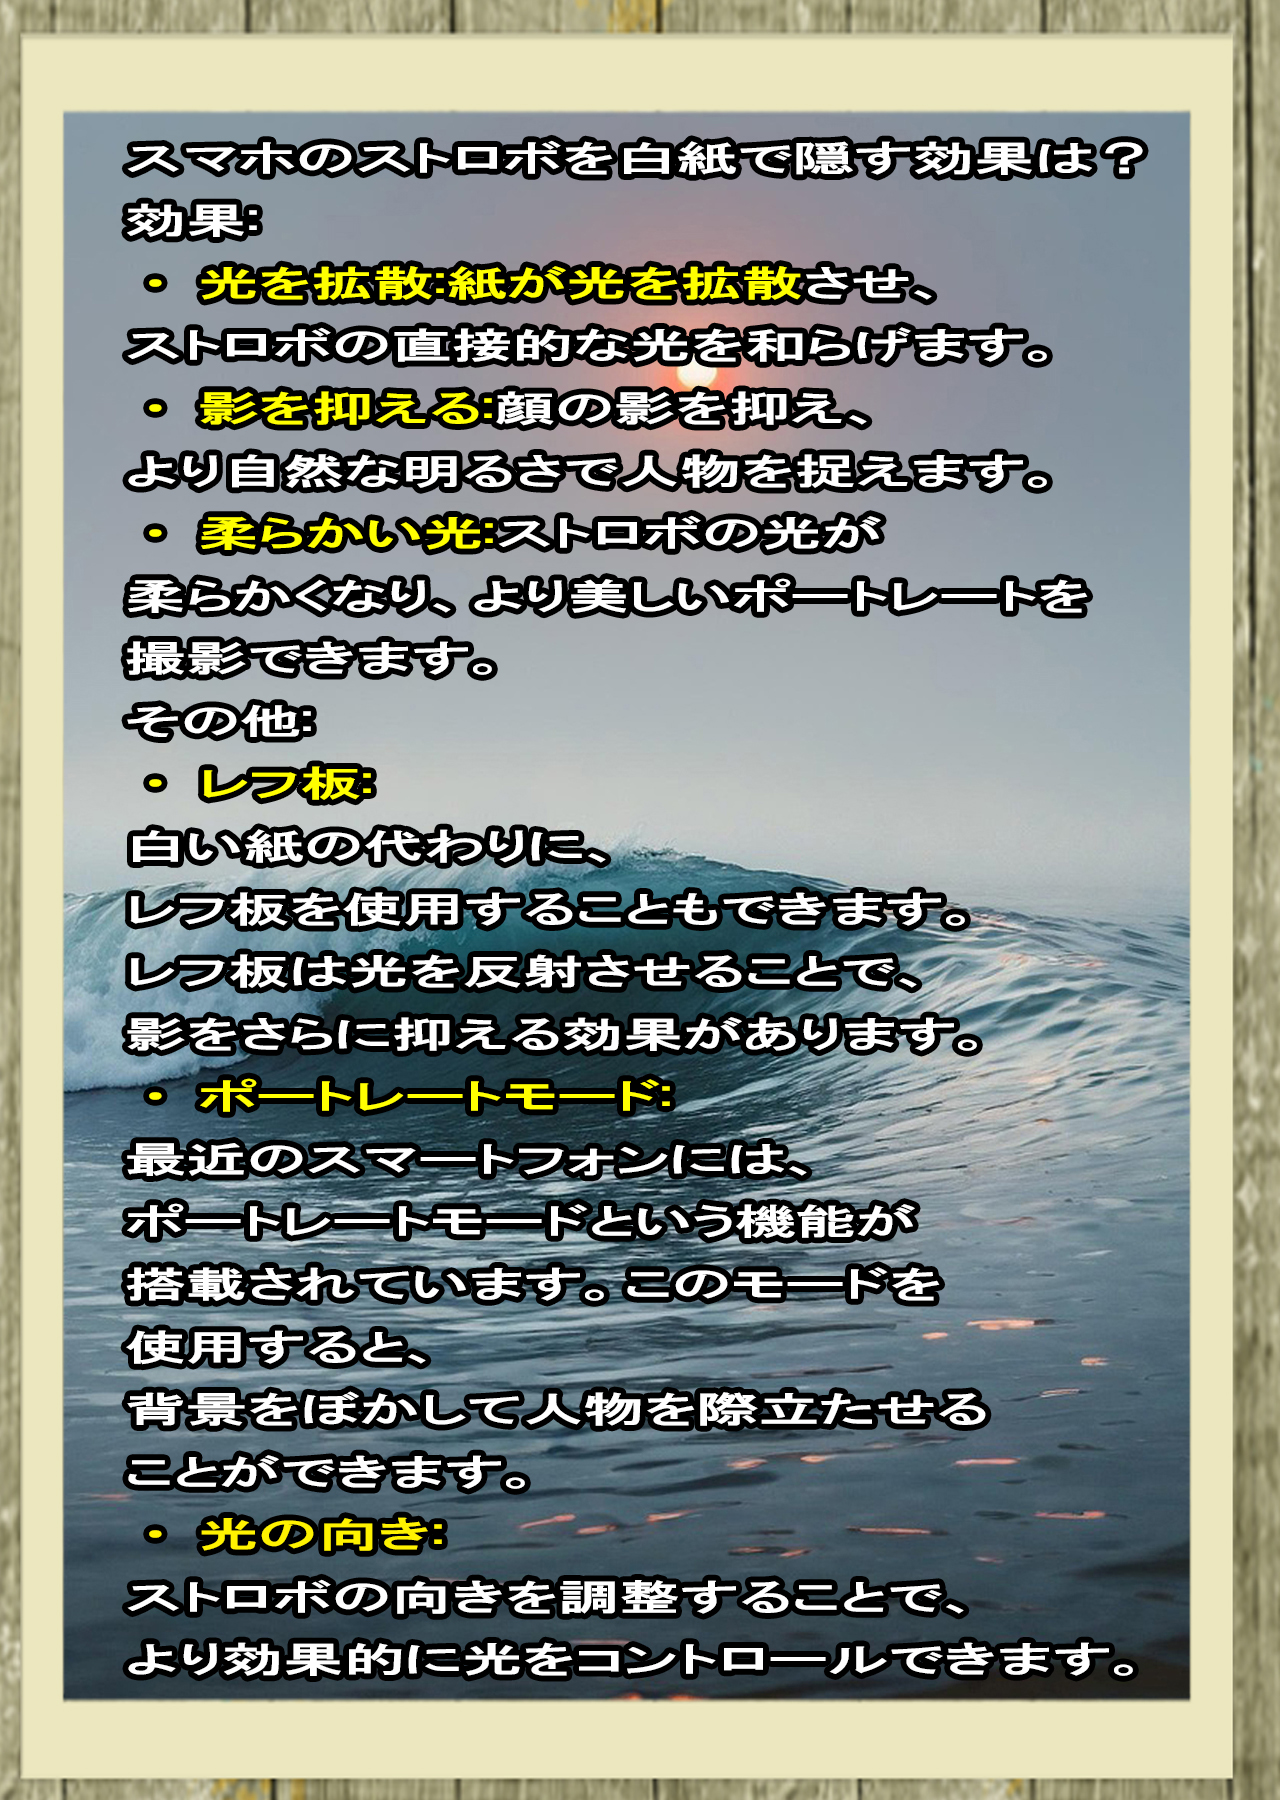 スマホのストロボを白紙で隠す効果は？
効果:
・ 光を拡散:紙が光を拡散させ、
ストロボの直接的な光を和らげます。
・ 影を抑える:顔の影を抑え、
より自然な明るさで人物を捉えます。
・ 柔らかい光:ストロボの光が
柔らかくなり、より美しいポートレートを
撮影できます。
その他:
・ レフ板:
白い紙の代わりに、
レフ板を使用することもできます。
レフ板は光を反射させることで、
影をさらに抑える効果があります。
・ ポートレートモード:
最近のスマートフォンには、
ポートレートモードという機能が
搭載されています。このモードを
使用すると、
背景をぼかして人物を際立たせる
ことができます。
・ 光の向き:
ストロボの向きを調整することで、
より効果的に光をコントロールできます。